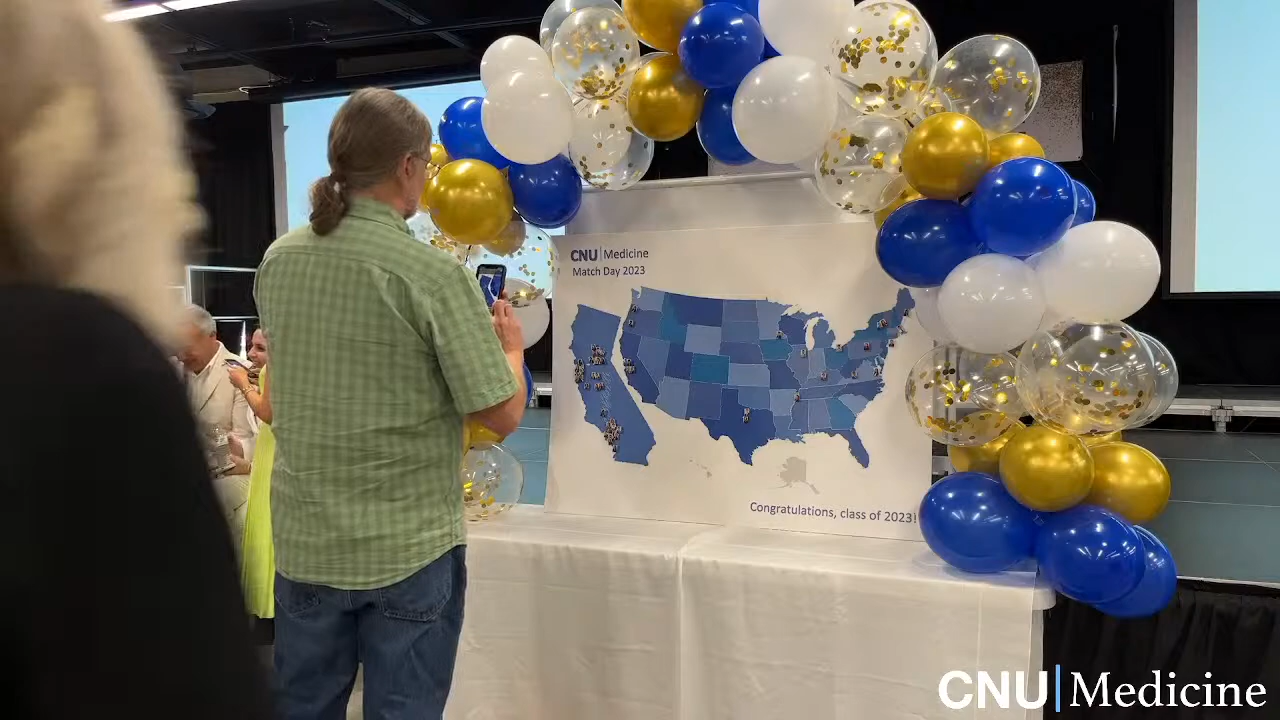 CNU Medicine
Match Day 2023
Congratulations, class of 2023!
CNU Medicine